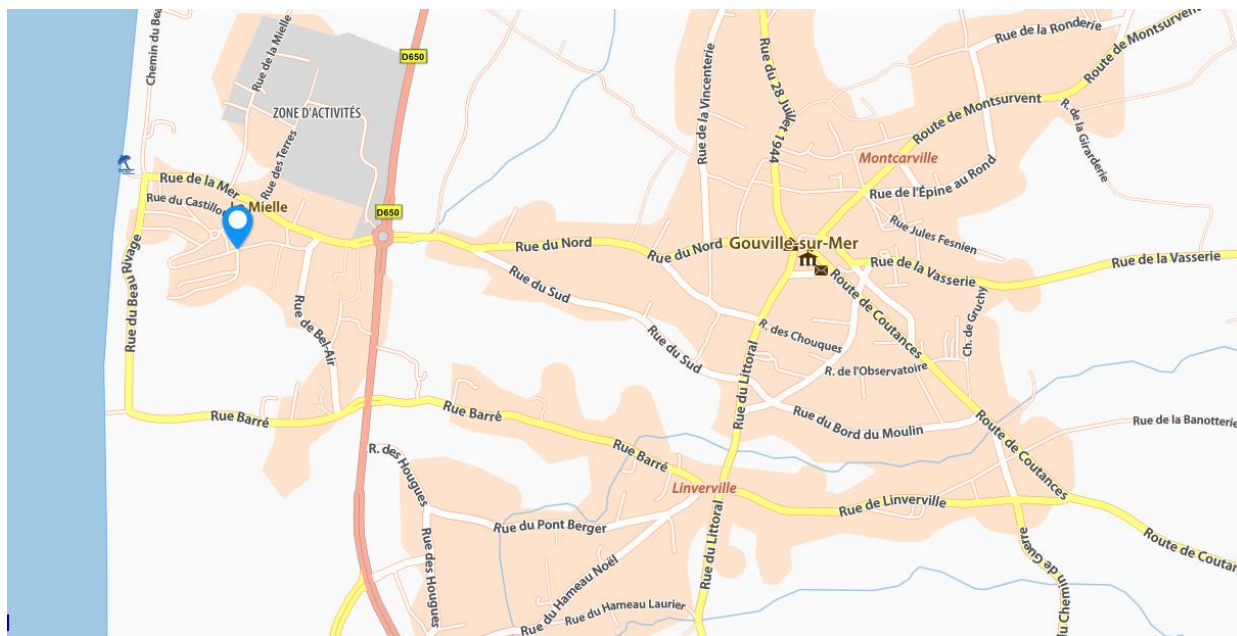 Chemin du Beau
Rue de la Mielle
D650
ZONE D'ACTIVITÉS
Rue des Terres
Rue de la Mer
Rue du Castillou
Mielle
D650
Rue du Beau Rivage
Rue de Bel-Air
Rue Barré
Rue Barré
Rue Barré
Rue du Nord
Rue du Nord
Rue du Sud
Rue du Sud
Rue de la Vincenterie
Rue du 28 Juillet 1944
Rue de la Ronderie
Route de Montsurvent
Route de Montsurvent
R. de la Girarderie
Montcarville
Rue de l'Épine au Rond
Rue Jules Fesnien
Gouville-sur-Mer
Rue de la Vasserie
Rue de la Vasserie
Route de Coutances
Ch. de Gruchy
R. des Chouques
R. de l'Observatoire
Rue du Littoral
Rue du Bord du Moulin
Route de Coutances
Rue de la Banotterie
Linverville
Rue de Linverville
R. des Hougues
Rue du Pont Berger
Rue des Hougues
Rue du Hameau Noël
Rue du Hameau Laurier
Rue du Littoral
du Chemin de Guerre
Route de Coutan